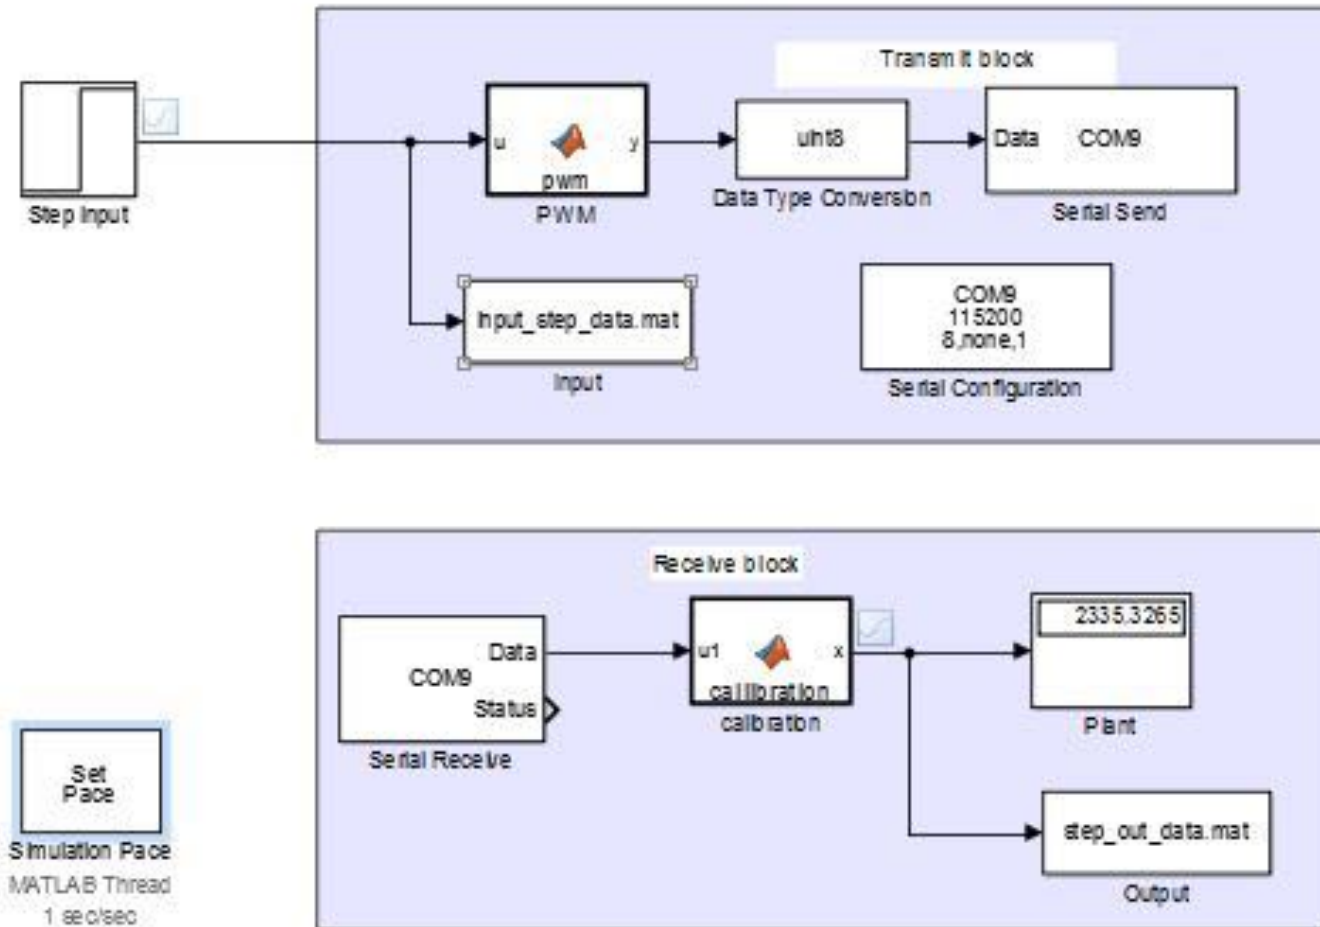 Transmit block
Step Input
u
y
pwm
PWM
uint8
Data Type Conversion
Data
COM9
Serial Send
Input_step_data.mat
Input
COM9
115200
8,none,1
Serial Configuration
Receive block
COM9
Data
Status
Serial Receive
u1
x
callibration
calibration
2335.3265
Plant
step_out_data.mat
Output
Set
Pace
Simulation Pace
MATLAB Thread
1 sec/sec